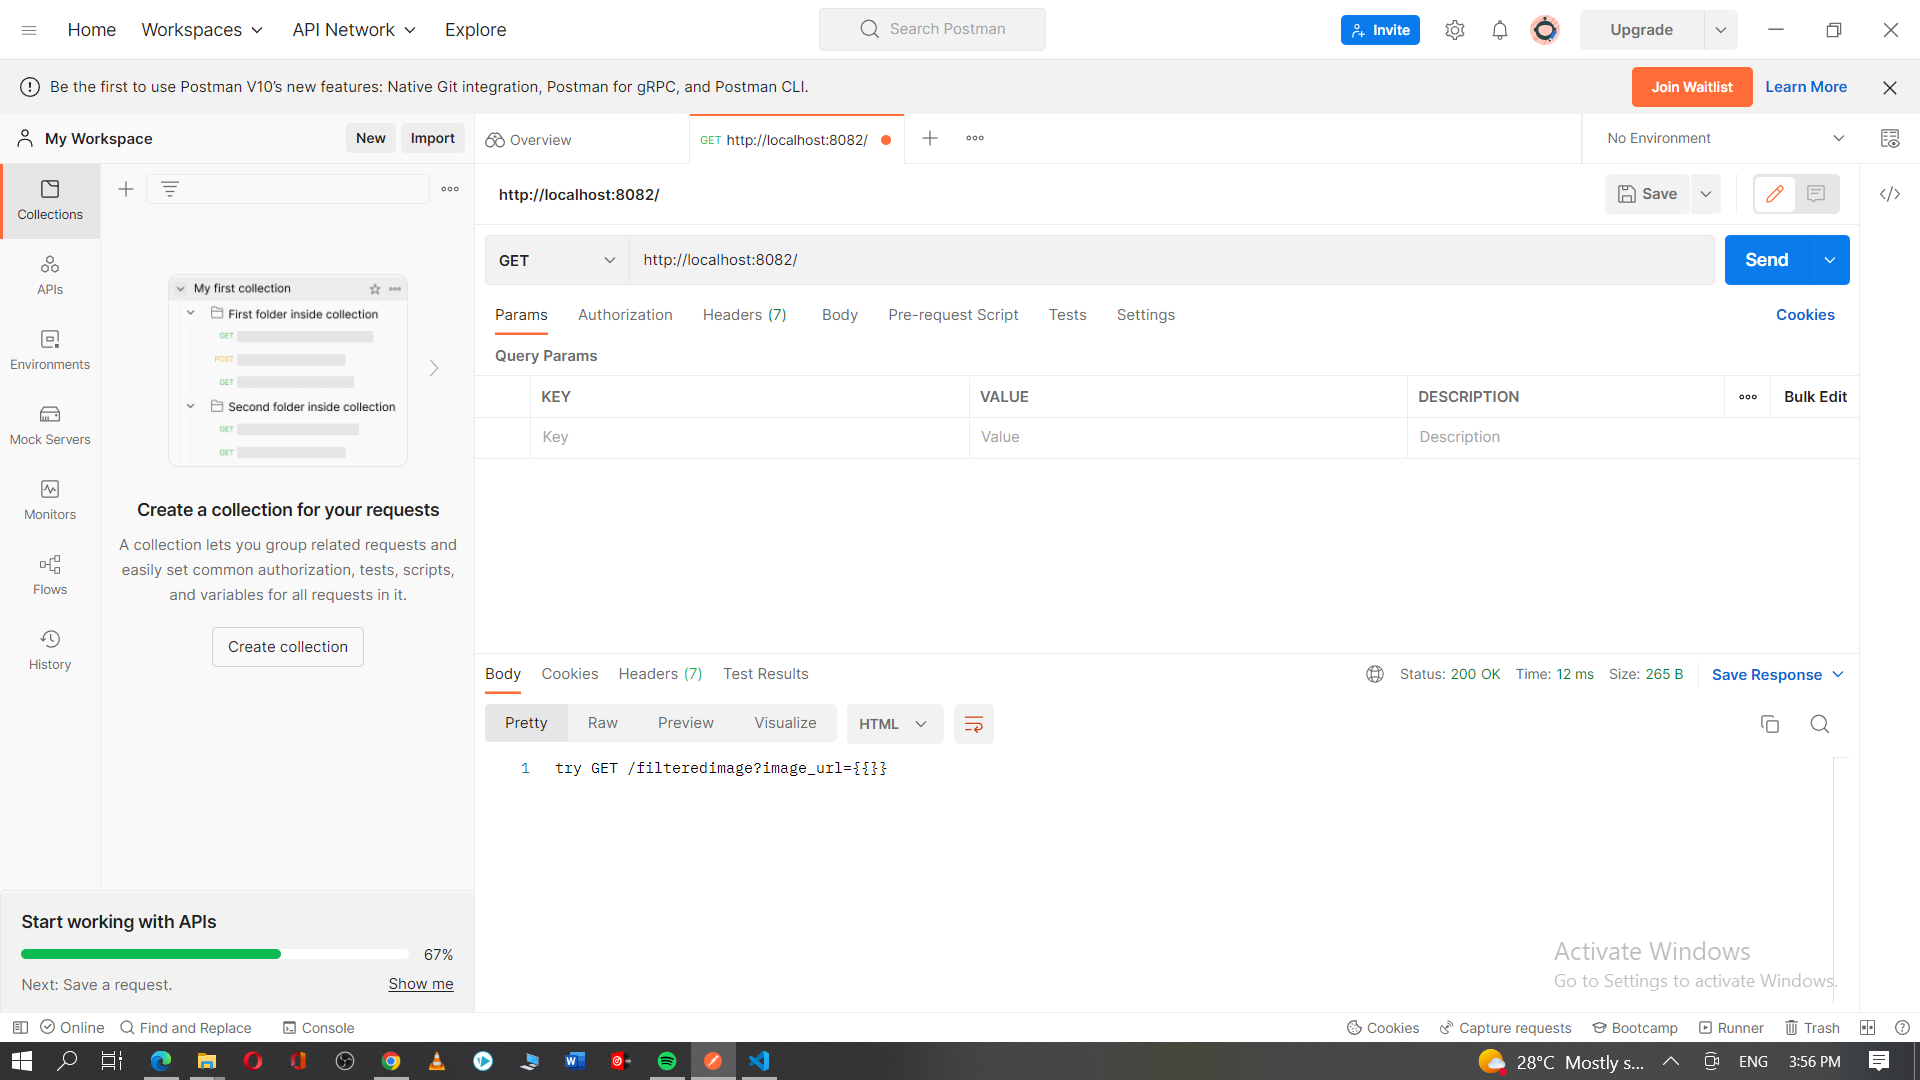 Home
Workspaces
API Network
Explore
Search Postman
Invite
Upgrade
Be the first to use Postman V10’s new features: Native Git integration, Postman for gRPC, and Postman CLI.
Join Waitlist
Learn More
My Workspace
New
Import
Overview
GET http://localhost:8082/
No Environment
Collections
APIs
Environments
Mock Servers
Monitors
Flows
History
My first collection
First folder inside collection
GET
POST
GET
Second folder inside collection
GET
GET
Create a collection for your requests
A collection lets you group related requests and
easily set common authorization, tests, scripts,
and variables for all requests in it.
Create collection
Start working with APIs
67%
Next: Save a request.
Show me
http://localhost:8082/
Save
GET
http://localhost:8082/
Send
Params
Authorization
Headers (7)
Body
Pre-request Script
Tests
Settings
Cookies
Query Params
KEY
VALUE
DESCRIPTION
Bulk Edit
Key
Value
Description
Body
Cookies
Headers (7)
Test Results
Status: 200 OK
Time: 12 ms
Size: 265 B
Save Response
Pretty
Raw
Preview
Visualize
HTML
1 try GET /filteredimage?image_url={{}}
Activate Windows
Go to Settings to activate Windows.
Online
Find and Replace
Console
Cookies
Capture requests
Bootcamp
Runner
Trash
28°C Mostly s...
ENG
3:56 PM